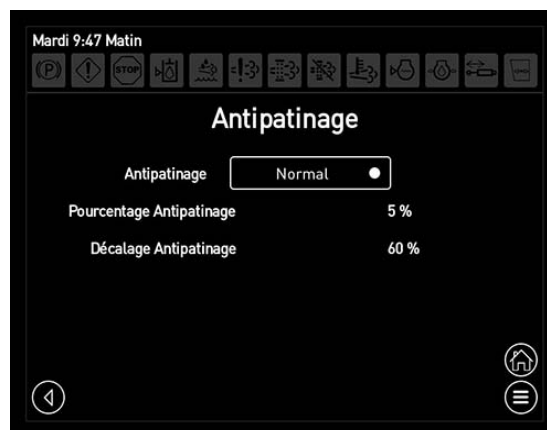 Mardi 9:47 Matin
(P) STOP
Antipatinage
Antipatinage Normal
Pourcentage Antipatinage 5 %
Décalage Antipatinage 60 %